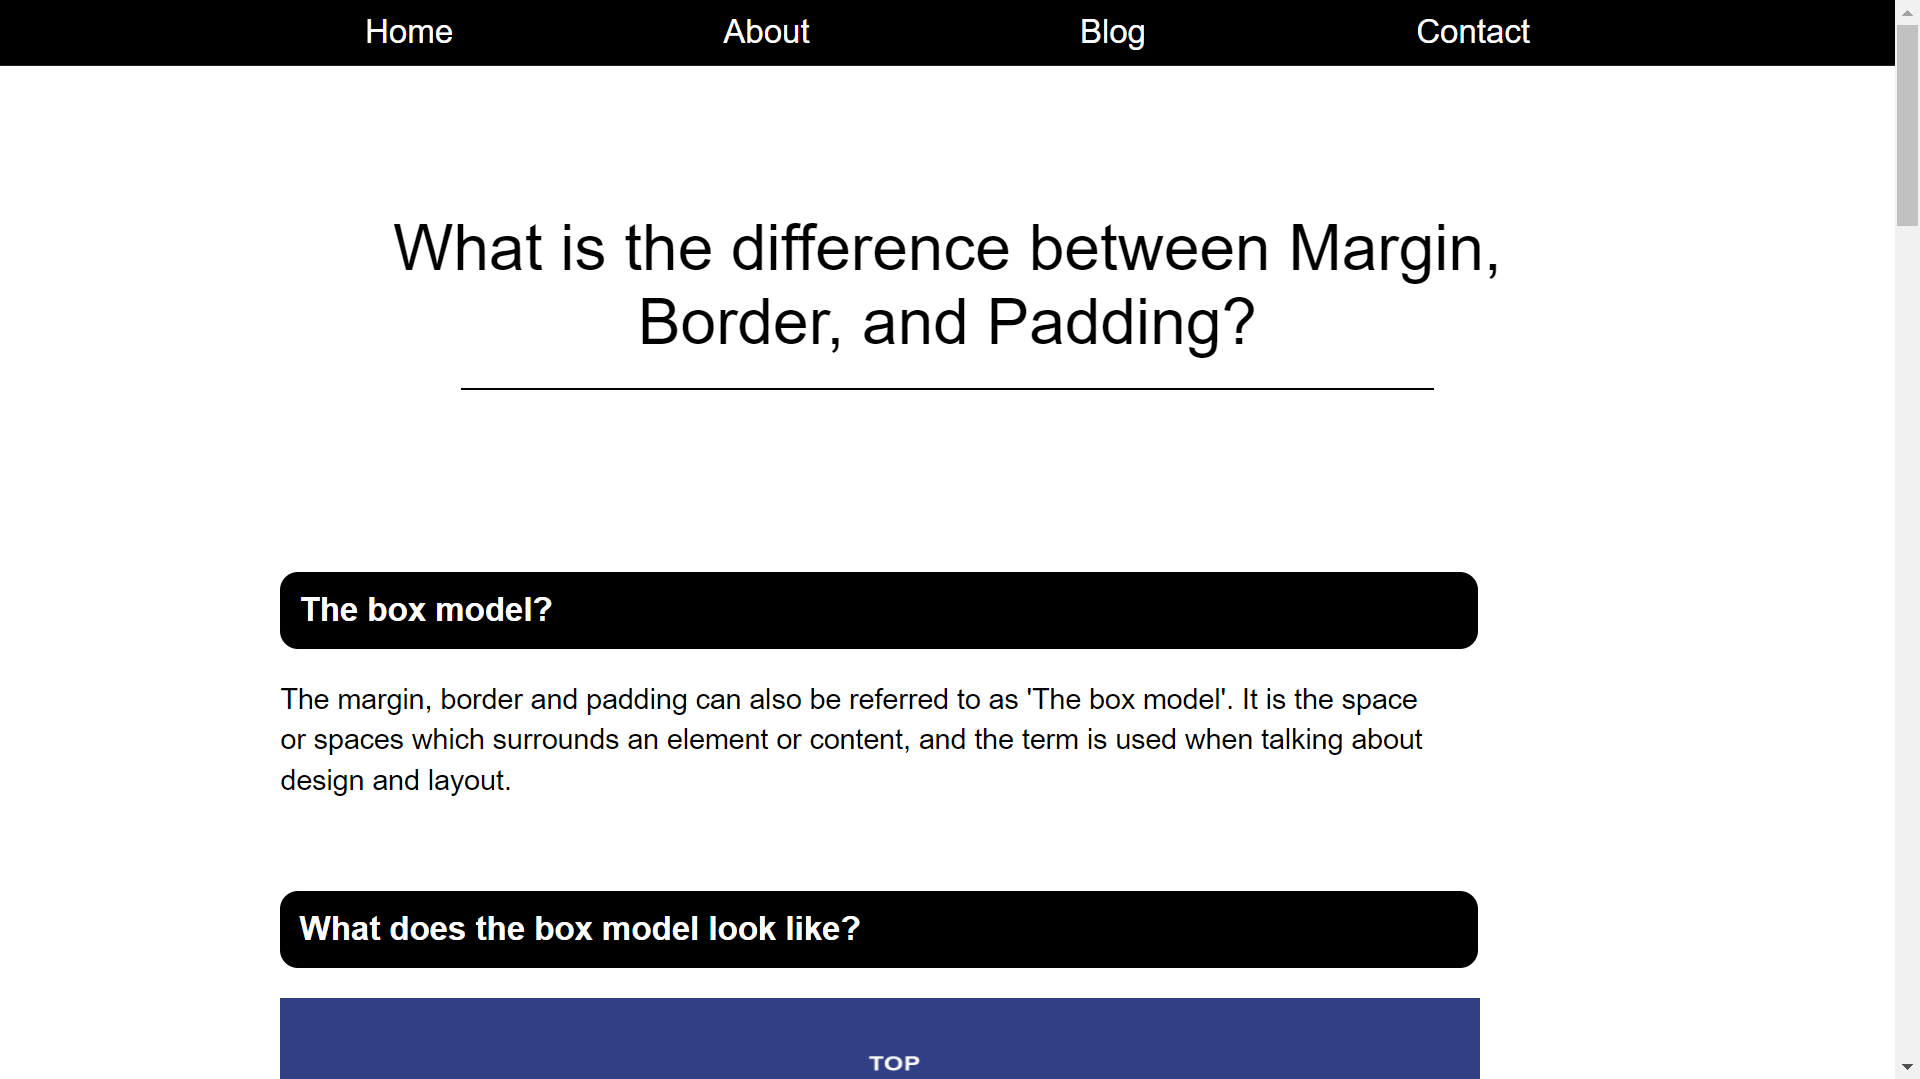 Home About Blog Contact
What is the difference between Margin,
Border, and Padding?
The box model?
The margin, border and padding can also be referred to as 'The box model'. It is the space
or spaces which surrounds an element or content, and the term is used when talking about
design and layout.
What does the box model look like?
TOP